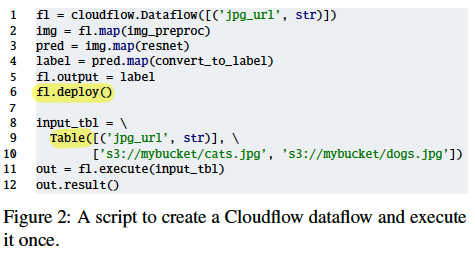 1 fl = cloudflow.Dataflow([('jpg_url', str)])
2 img = fl.map(img_preproc)
3 pred = img.map(resnet)
4 label = pred.map(convert_to_label)
5 fl.output = label
6 fl.deploy()
7
8 input_tbl = \
9 Table([('jpg_url', str)], \
10 ['s3://mybucket/cats.jpg', 's3://mybucket/dogs.jpg'])
11 out = fl.execute(input_tbl)
12 out.result()
Figure 2: A script to create a Cloudflow dataflow and execute
it once.